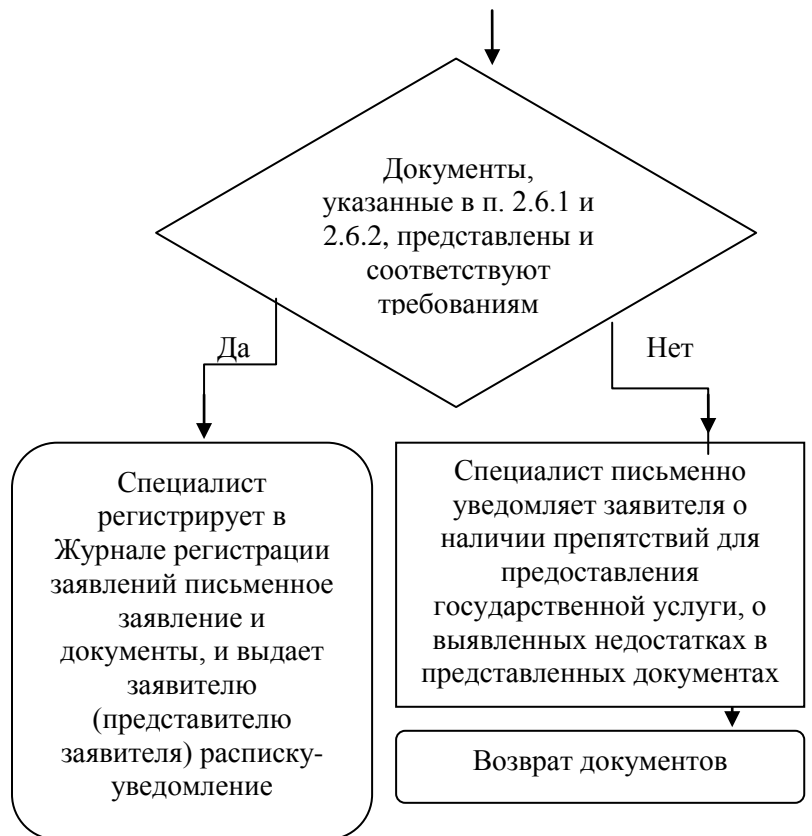 Документы,
указанные в п. 2.6.1 и
2.6.2, представлены и
соответствуют
требованиям
Да
Нет
Специалист
регистрирует в
Журнале регистрации
заявлений письменное
заявление и
документы, и выдает
заявителю
(представителю
заявителя) расписку-
уведомление
Специалист письменно
уведомляет заявителя о
наличии препятствий для
предоставления
государственной услуги, о
выявленных недостатках в
представленных документах
Возврат документов